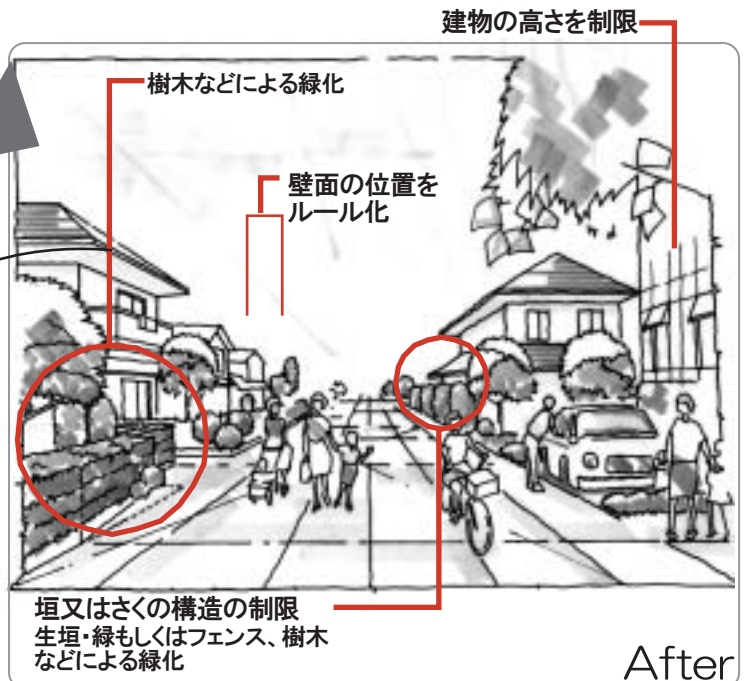 建物の高さを制限
樹木などによる緑化
壁面の位置を
ルール化
垣又はさくの構造の制限
生垣・緑もしくはフェンス、樹木
などによる緑化
After